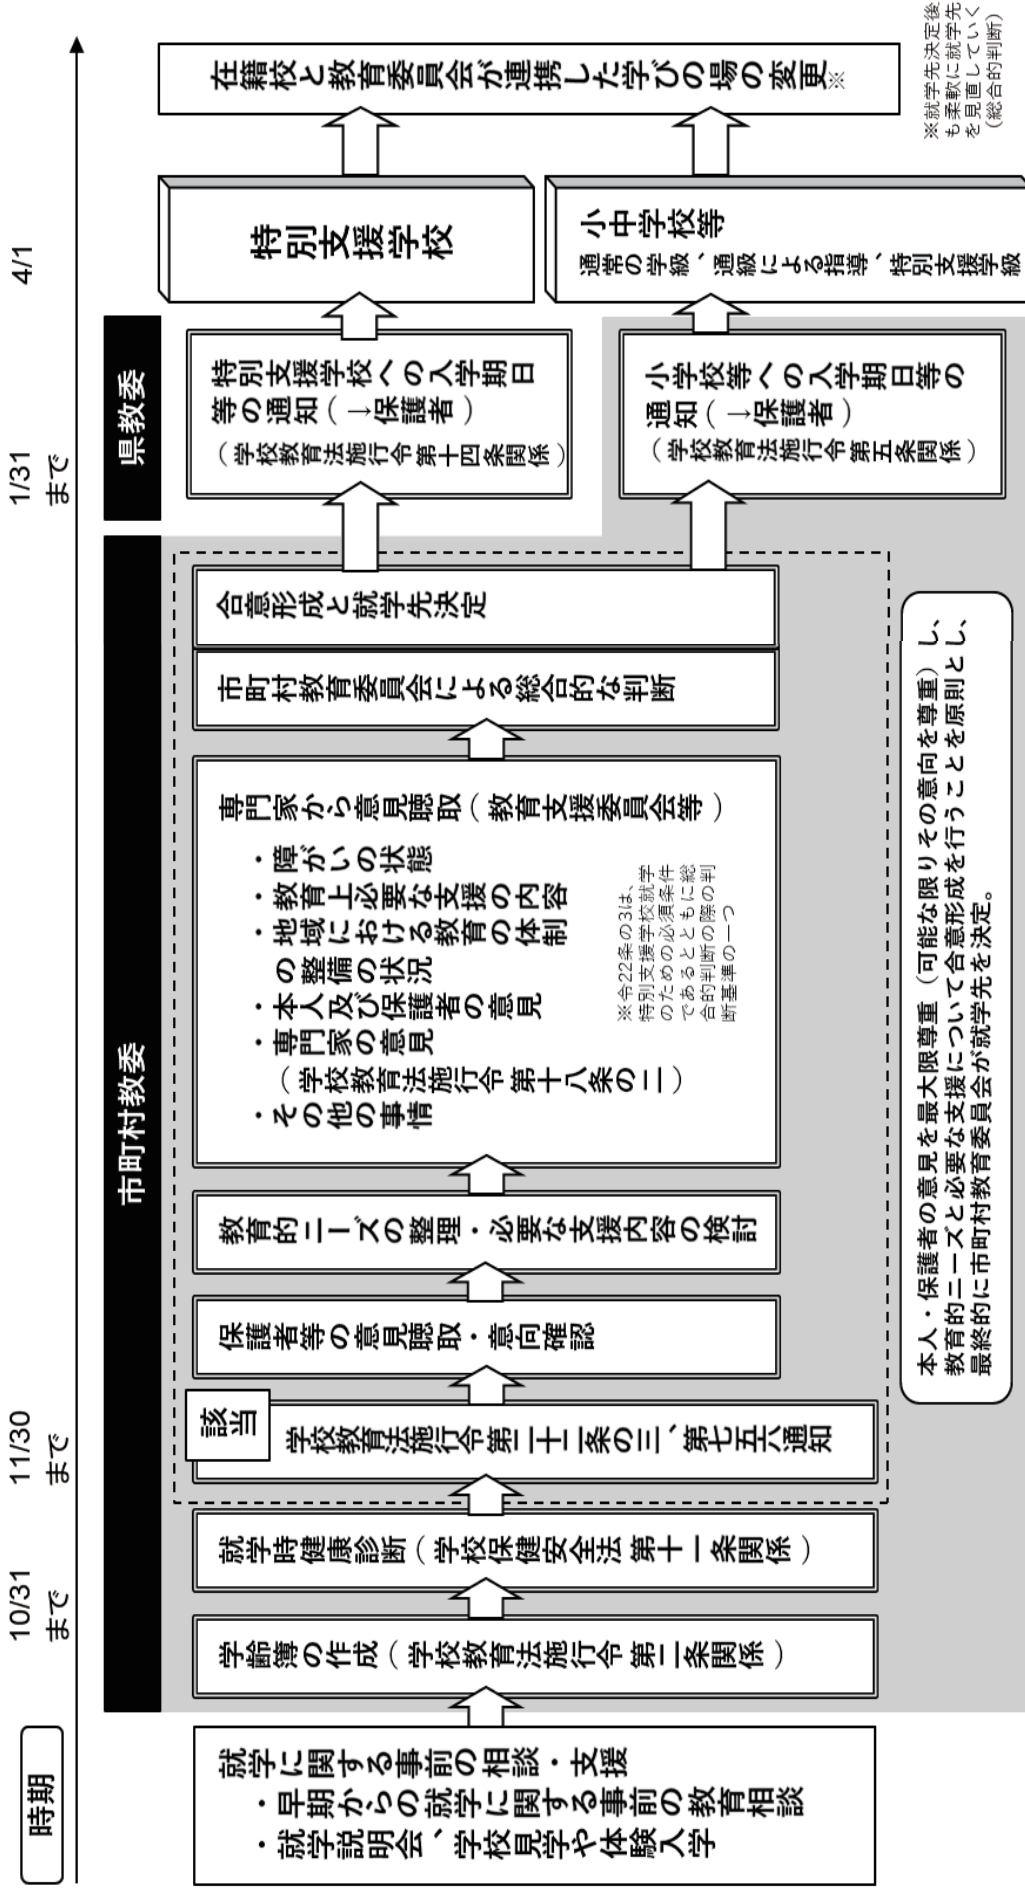 時期
10/31
まで
11/30
まで
1/31
まで
4/1
市町村教委
県教委
就学に関する事前の相談・支援
・早期からの就学に関する事前の教育相談
・就学説明会、学校見学や体験入学
学齢簿の作成（学校教育法施行令第二条関係）
就学時健康診断（学校保健安全法第十一条関係）
該当
学校教育法施行令第二十二条の三、第七五六通知
保護者等の意見聴取・意向確認
教育的ニーズの整理・必要な支援内容の検討
専門家から意見聴取（教育支援委員会等）
・障がいの状態
・教育上必要な支援の内容
・地域における教育の体制
の整備の状況
・本人及び保護者の意見
・専門家の意見
（学校教育法施行令第十八条の二）
・その他の事情
※令22条の3は、
特別支援学校就学
のための必須条件
であるとともに総
合的判断の際の判
断基準の一つ
市町村教育委員会による総合的な判断
合意形成と就学先決定
特別支援学校への入学期日
等の通知（→保護者）
（学校教育法施行令第十四条関係）
小学校等への入学期日等の
通知（→保護者）
（学校教育法施行令第五条関係）
特別支援学校
小中学校等
通常の学級、通級による指導、特別支援学級
在籍校と教育委員会が連携した学びの場の変更※
※就学先決定後
も柔軟に就学先
を見直していく
（総合的判断）
本人・保護者の意見を最大限尊重（可能な限りその意向を尊重）し、
教育的ニーズと必要な支援について合意形成を行うことを原則とし、
最終的に市町村教育委員会が就学先を決定。